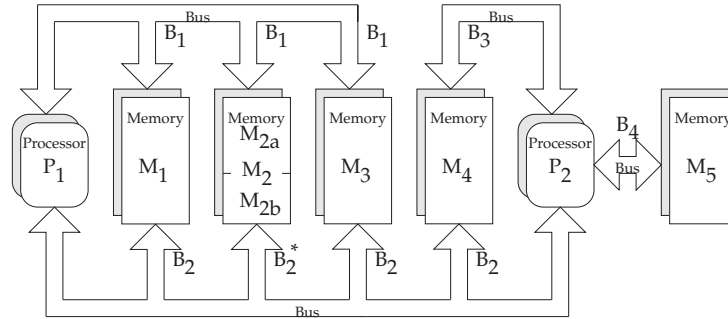 Bus Bus
B1 B1 B1 B3
Processor Memory Memory Memory Memory Processor B4 Memory
M2a
P1 M1 M2 M3 M4 P2 Bus M5
M2b
B2 B2* B2 B2
Bus